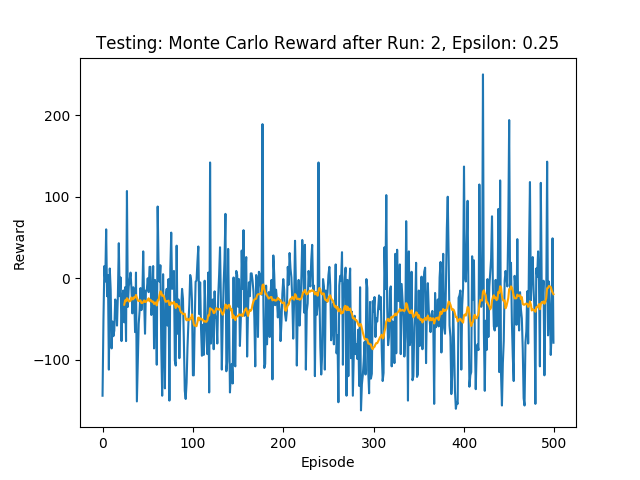 Testing: Monte Carlo Reward after Run: 2, Epsilon: 0.25
Reward
200
100
0
−100
0 100 200 300 400 500
Episode